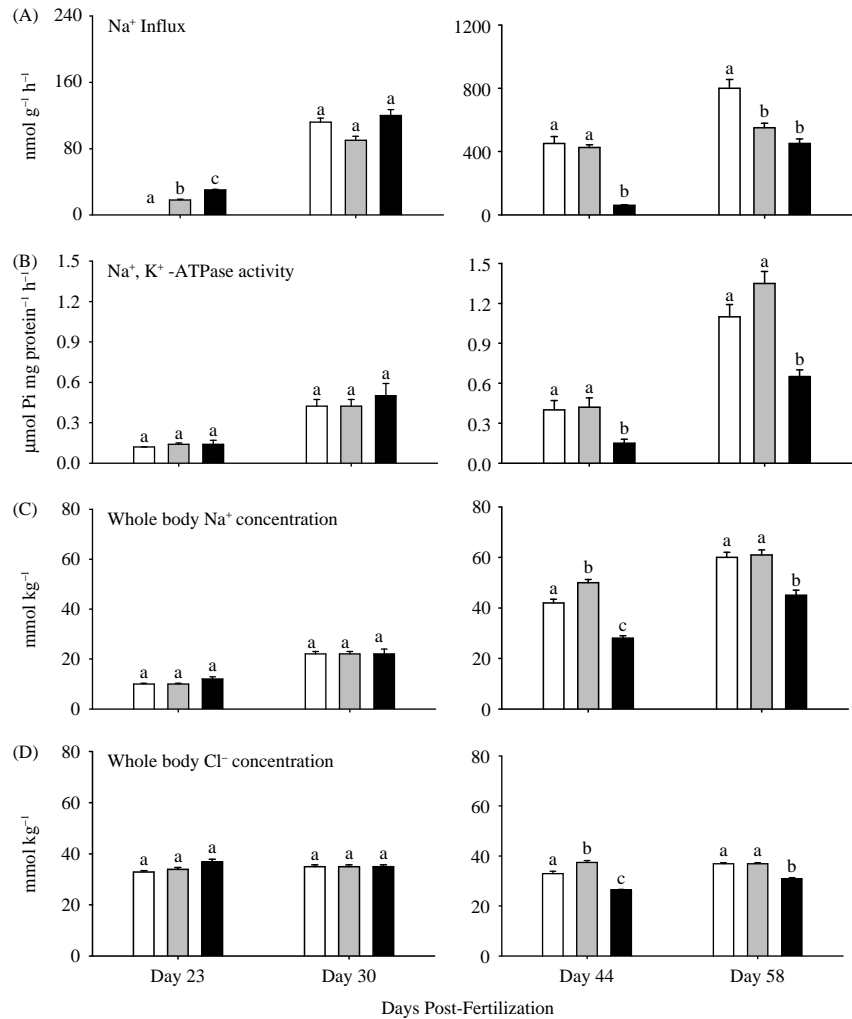 (A)
Na⁺ Influx
nmol g⁻¹ h⁻¹
240
160
80
0
a b c
a a a
1200
800
400
0
a a b
a b b
(B)
Na⁺, K⁺ -ATPase activity
μmol Pi mg protein⁻¹ h⁻¹
1.5
1.2
0.9
0.6
0.3
0.0
a a a
a a a
1.5
1.2
0.9
0.6
0.3
0.0
a a b
a a b
(C)
Whole body Na⁺ concentration
mmol kg⁻¹
80
60
40
20
0
a a a
a a a
80
60
40
20
0
a b c
a a b
(D)
Whole body Cl⁻ concentration
mmol kg⁻¹
80
60
40
20
0
a a a
a a a
80
60
40
20
0
a b c
a a b
Day 23 Day 30 Day 44 Day 58
Days Post-Fertilization